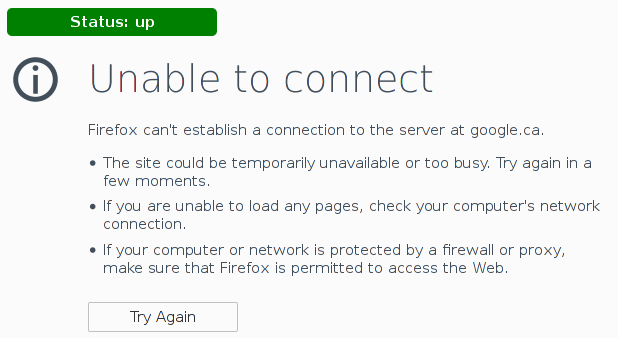 Status: up
Unable to connect
Firefox can't establish a connection to the server at google.ca.
• The site could be temporarily unavailable or too busy. Try again in a
few moments.
• If you are unable to load any pages, check your computer's network
connection.
• If your computer or network is protected by a firewall or proxy,
make sure that Firefox is permitted to access the Web.
Try Again